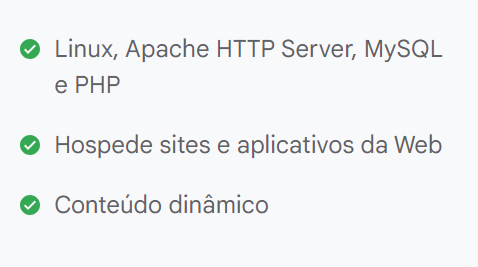 Linux, Apache HTTP Server, MySQL
e PHP
Hospede sites e aplicativos da Web
Conteúdo dinâmico